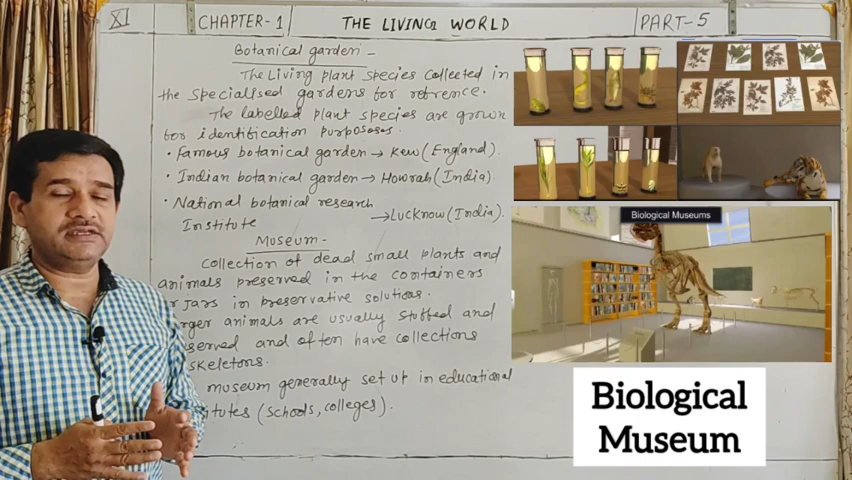 XI
CHAPTER-1
THE LIVING WORLD
PART-5
Botanical garden -
The Living plant species collected in
the specialised gardens for refrence.
The labelled plant species are grown
for identification purpososes.
• Famous botanical garden → Kew (England).
• Indian botanical garden → Howrah (India).
• National botanical research
Institute → Lucknow (India).
Museum -
Collection of dead small plants and
animals preserved in the containers
or Jars in preservative solutions.
rger animals are usually stuffed and
served and often have collections
skeletons.
museum generally set up in educational
itutes (schools, colleges).
Biological Museums
Biological
Museum